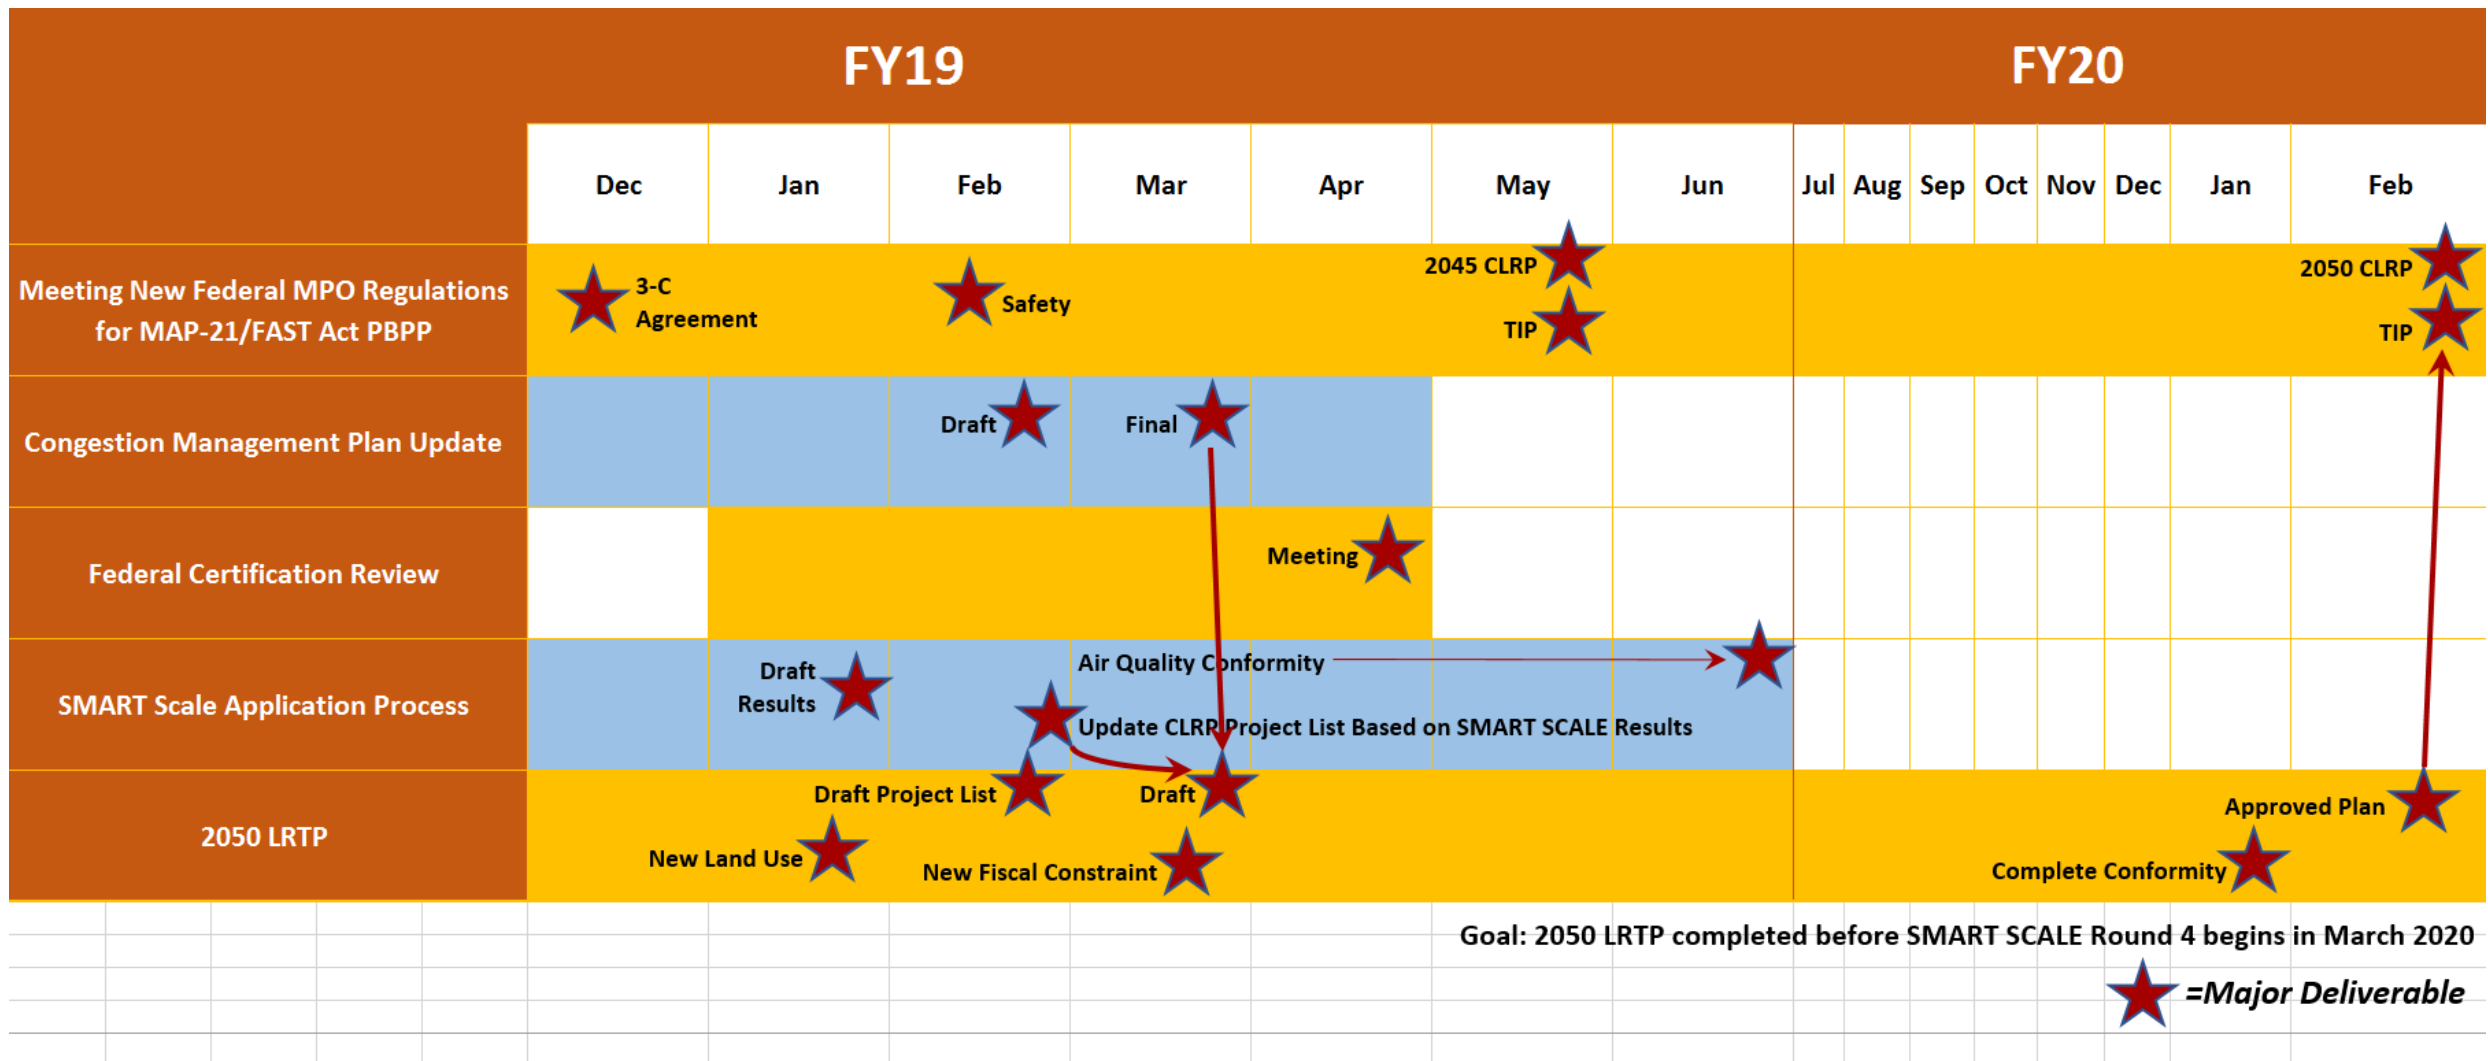 FY19
FY20
Dec
Jan
Feb
Mar
Apr
May
Jun
Jul
Aug
Sep
Oct
Nov
Dec
Jan
Feb
Meeting New Federal MPO Regulations
for MAP-21/FAST Act PBPP
3-C
Agreement
Safety
2045 CLRP
TIP
2050 CLRP
TIP
Congestion Management Plan Update
Draft
Final
Federal Certification Review
Meeting
SMART Scale Application Process
Draft
Results
Air Quality Conformity
Update CLRP Project List Based on SMART SCALE Results
2050 LRTP
Draft Project List
Draft
New Land Use
New Fiscal Constraint
Approved Plan
Complete Conformity
Goal: 2050 LRTP completed before SMART SCALE Round 4 begins in March 2020
=Major Deliverable